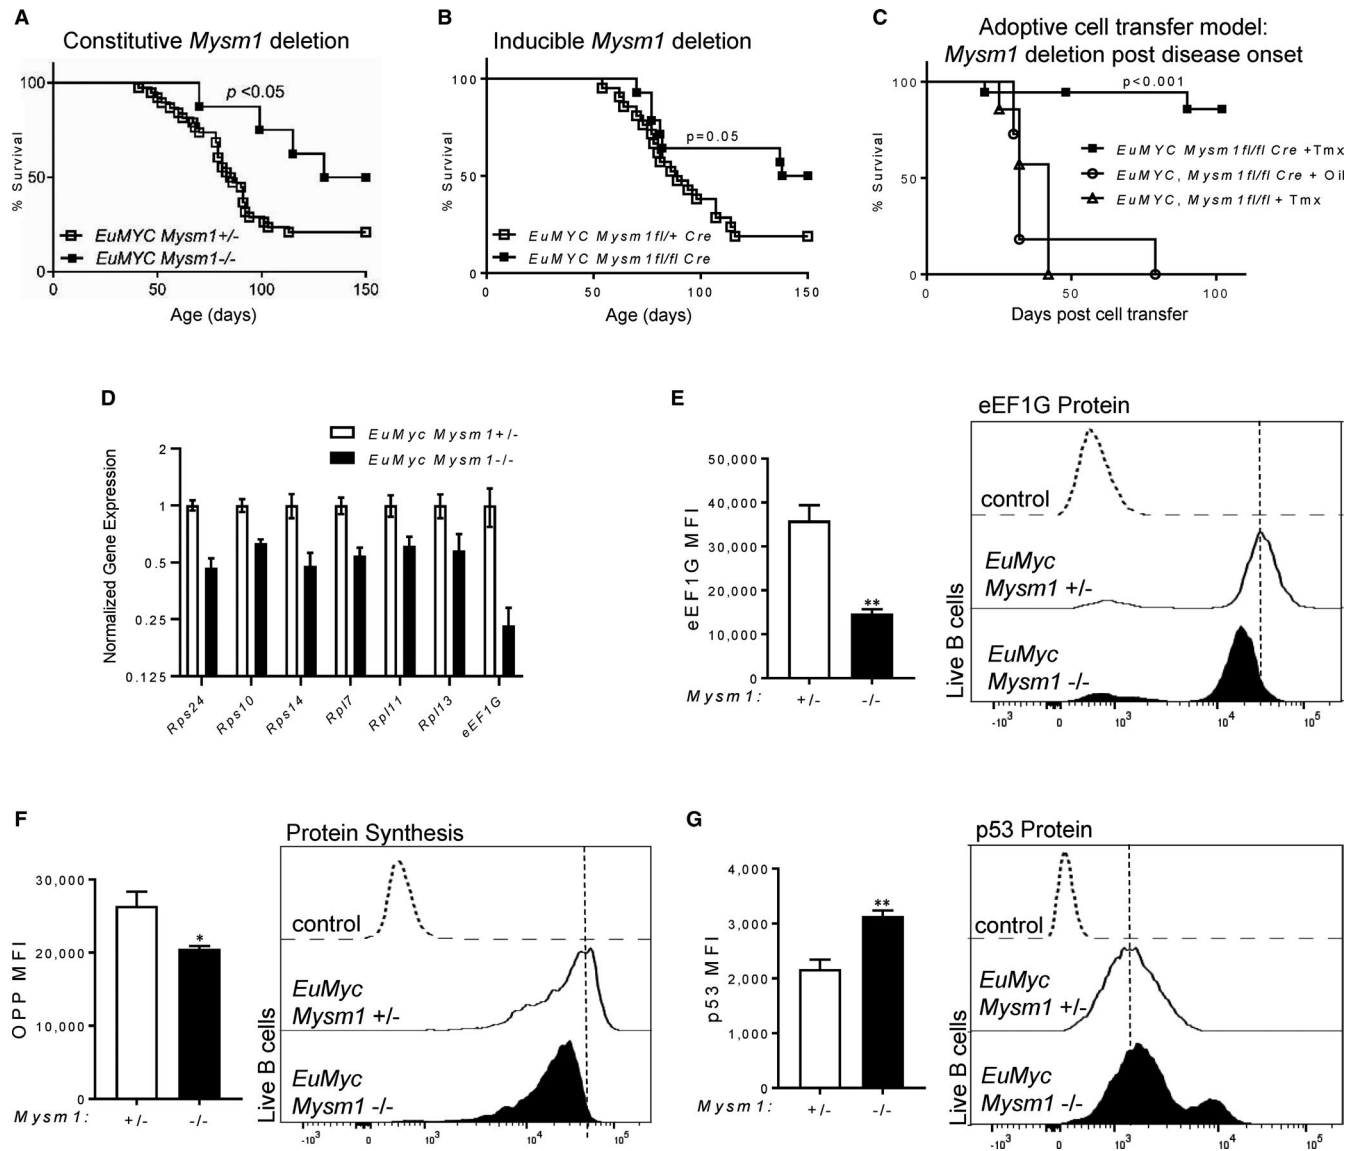 A
Constitutive Mysm1 deletion
100
50
0
% Survival
p <0.05
EuMYC Mysm1+/-
EuMYC Mysm1-/-
0 50 100 150
Age (days)
B
Inducible Mysm1 deletion
100
50
0
% Survival
p=0.05
EuMYC Mysm1fl/+ Cre
EuMYC Mysm1fl/fl Cre
0 50 100 150
Age (days)
C
Adoptive cell transfer model:
Mysm1 deletion post disease onset
100
50
0
% Survival
p<0.001
EuMYC Mysm1fl/fl Cre +Tmx
EuMYC, Mysm1fl/fl Cre + Oil
EuMYC, Mysm1fl/fl + Tmx
0 50 100
Days post cell transfer
D
EuMyc Mysm1+/-
EuMyc Mysm1-/-
Normalized Gene Expression
2
1
0.5
0.25
0.125
Rps24 Rps10 Rps14 Rpl7 Rpl11 Rpl13 eEF1G
E
eEF1G MFI
50,000
40,000
30,000
20,000
10,000
0
**
Mysm1: +/- -/-
eEF1G Protein
control
EuMyc
Mysm1 +/-
EuMyc
Mysm1 -/-
Live B cells
-10³ 0 10³ 10⁴ 10⁵
F
OPP MFI
30,000
20,000
10,000
0
*
Mysm1: +/- -/-
Protein Synthesis
control
EuMyc
Mysm1 +/-
EuMyc
Mysm1 -/-
Live B cells
-10³ 0 10³ 10⁴ 10⁵
G
p53 MFI
4,000
3,000
2,000
1,000
0
**
Mysm1: +/- -/-
p53 Protein
control
EuMyc
Mysm1 +/-
EuMyc
Mysm1 -/-
Live B cells
-10³ 0 10³ 10⁴ 10⁵